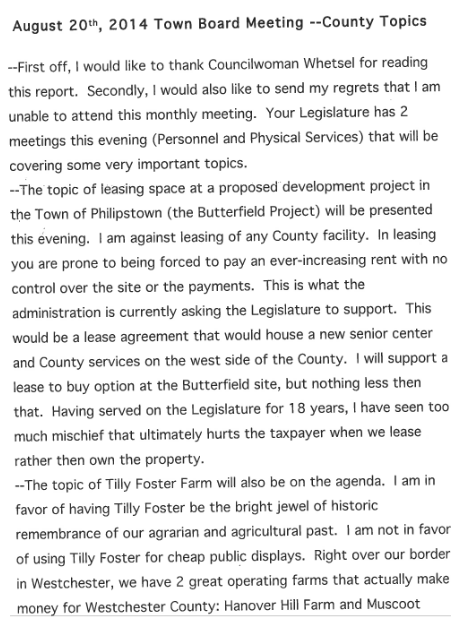 August 20th, 2014 Town Board Meeting --County Topics
--First off, I would like to thank Councilwoman Whetsel for reading
this report. Secondly, I would also like to send my regrets that I am
unable to attend this monthly meeting. Your Legislature has 2
meetings this evening (Personnel and Physical Services) that will be
covering some very important topics.
--The topic of leasing space at a proposed development project in
the Town of Philipstown (the Butterfield Project) will be presented
this evening. I am against leasing of any County facility. In leasing
you are prone to being forced to pay an ever-increasing rent with no
control over the site or the payments. This is what the
administration is currently asking the Legislature to support. This
would be a lease agreement that would house a new senior center
and County services on the west side of the County. I will support a
lease to buy option at the Butterfield site, but nothing less then
that. Having served on the Legislature for 18 years, I have seen too
much mischief that ultimately hurts the taxpayer when we lease
rather then own the property.
--The topic of Tilly Foster Farm will also be on the agenda. I am in
favor of having Tilly Foster be the bright jewel of historic
remembrance of our agrarian and agricultural past. I am not in favor
of using Tilly Foster for cheap public displays. Right over our border
in Westchester, we have 2 great operating farms that actually make
money for Westchester County: Hanover Hill Farm and Muscoot